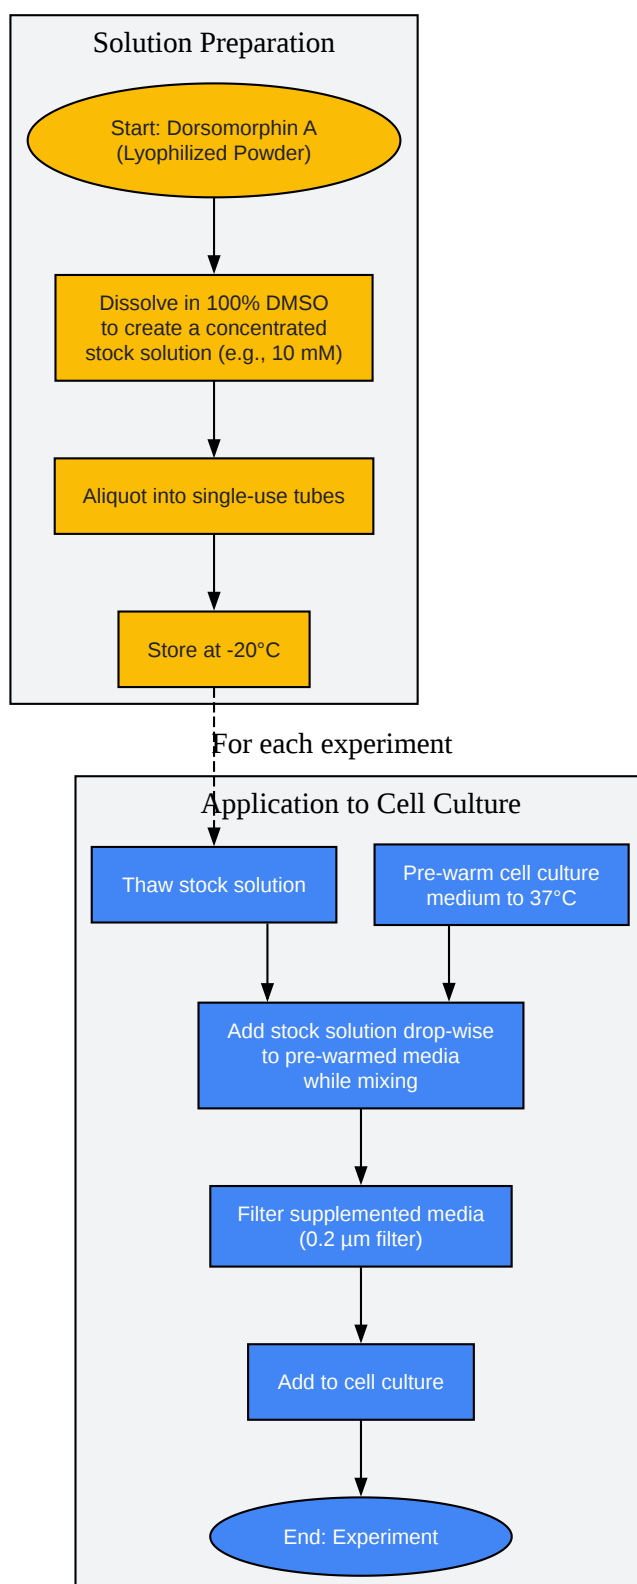 Solution Preparation
Start: Dorsomorphin A
(Lyophilized Powder)
Dissolve in 100% DMSO
to create a concentrated
stock solution (e.g., 10 mM)
Aliquot into single-use tubes
Store at -20°C
For each experiment
Application to Cell Culture
Thaw stock solution
Pre-warm cell culture
medium to 37°C
Add stock solution drop-wise
to pre-warmed media
while mixing
Filter supplemented media
(0.2 µm filter)
Add to cell culture
End: Experiment